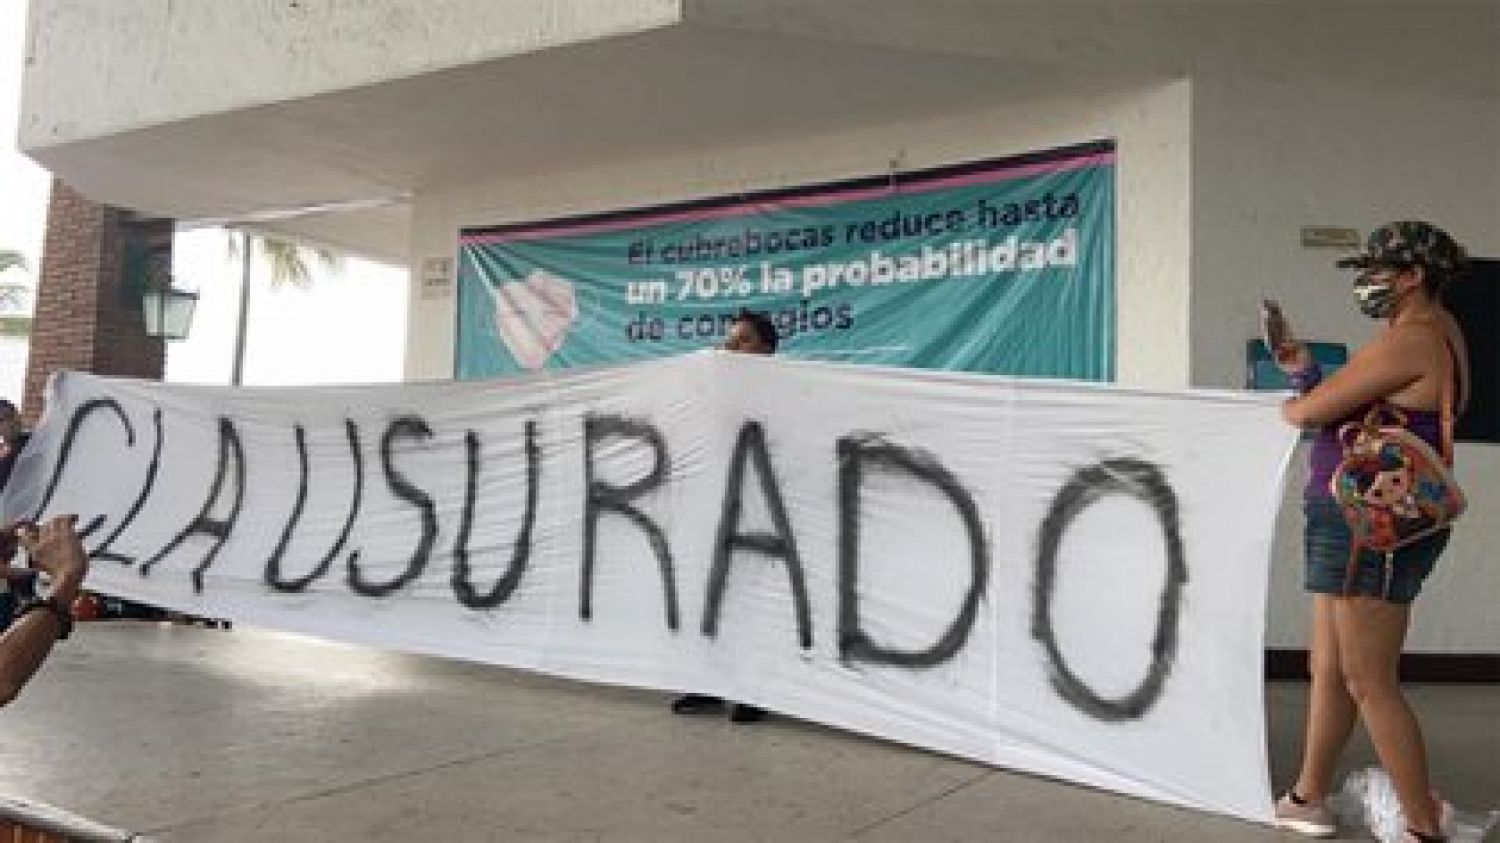 El cubrebocas reduce hasta
un 70% la probabilidad
de contagios
CLAUSURADO